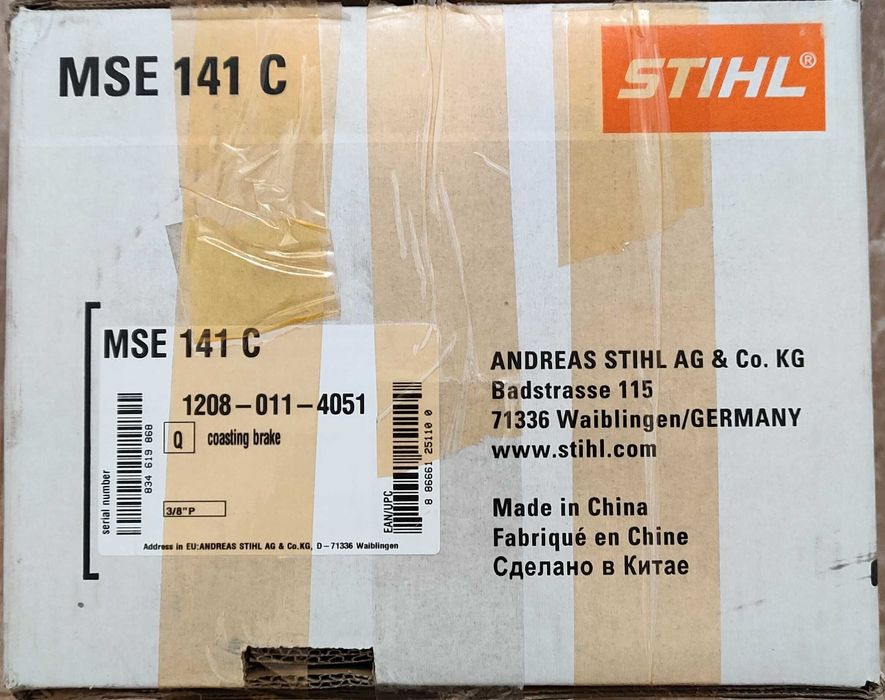 MSE 141 C
STIHL®
MSE 141 C
1208-011-4051
Q coasting brake
serial number
834 619 868
3/8"P
EAN/UPC
8 86661 25110 0
Address in EU:ANDREAS STIHL AG & Co.KG, D-71336 Waiblingen
ANDREAS STIHL AG & Co. KG
Badstrasse 115
71336 Waiblingen/GERMANY
www.stihl.com
Made in China
Fabriqué en Chine
Сделано в Китае